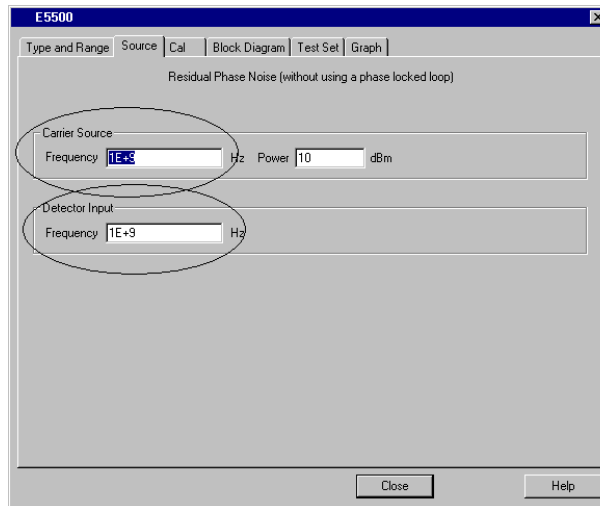 E5500
Type and Range Source Cal Block Diagram Test Set Graph
Residual Phase Noise (without using a phase locked loop)
Carrier Source
Frequency 1E+9 Hz Power 10 dBm
Detector Input
Frequency 1E+9 Hz
Close Help